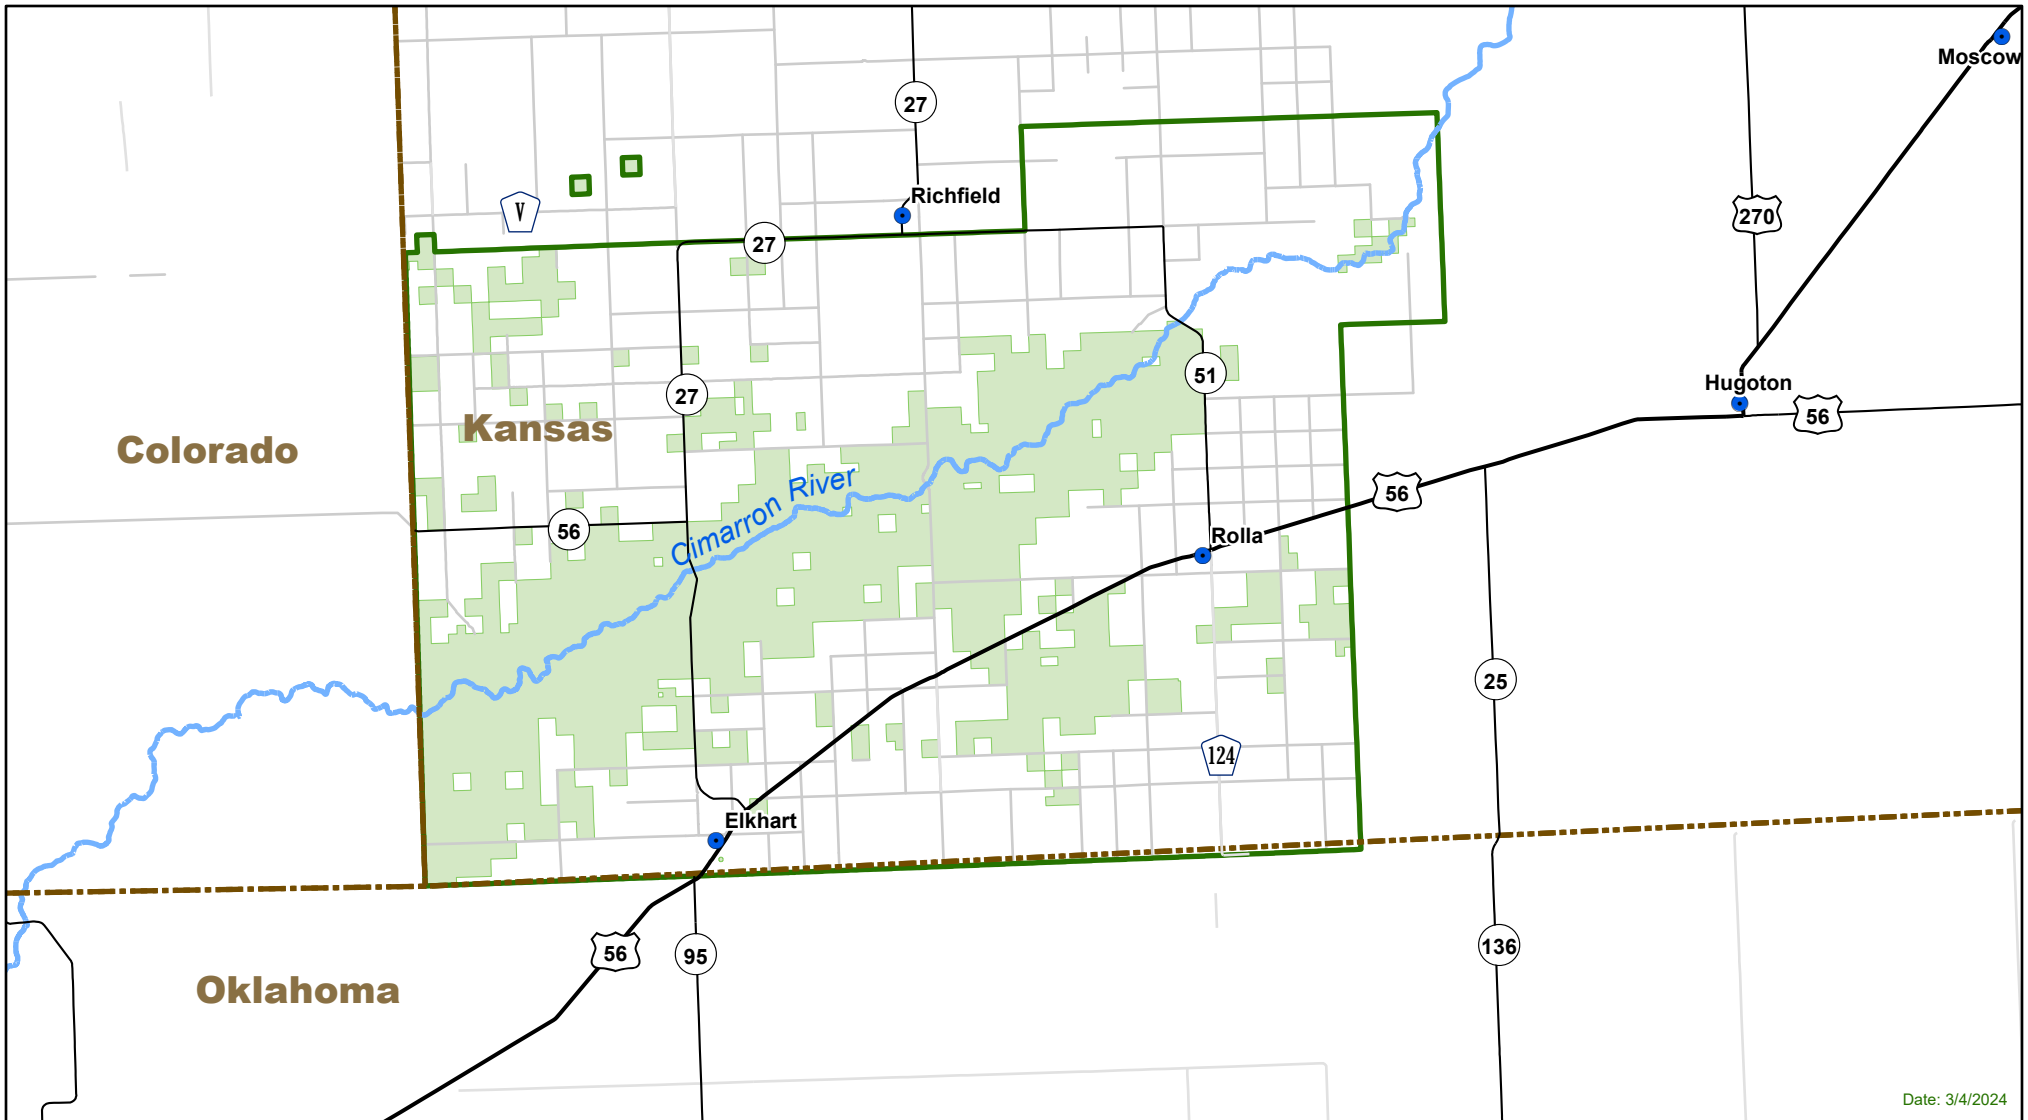 Moscow
27
V
Richfield
270
27
Hugoton
51
27
56
Kansas
Colorado
Cimarron River
56
56
Rolla
25
124
Elkhart
56
95
136
Oklahoma
Date: 3/4/2024